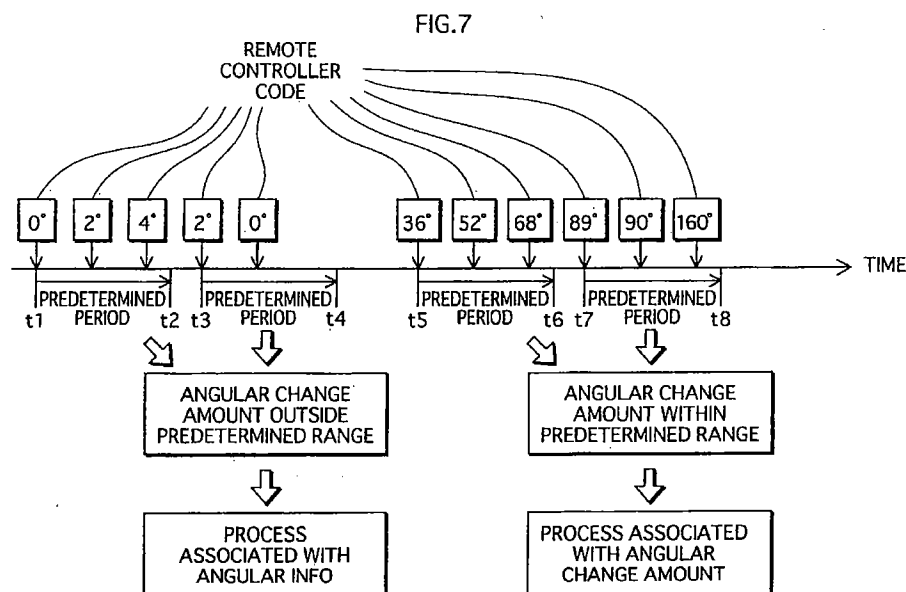 FIG.7
REMOTE
CONTROLLER
CODE
0° 2° 4° 2° 0° 36° 52° 68° 89° 90° 160°
TIME
PREDETERMINED PREDETERMINED PREDETERMINED PREDETERMINED
t1 PERIOD t2 t3 PERIOD t4 t5 PERIOD t6 t7 PERIOD t8
ANGULAR CHANGE
AMOUNT OUTSIDE
PREDETERMINED RANGE
ANGULAR CHANGE
AMOUNT WITHIN
PREDETERMINED RANGE
PROCESS
ASSOCIATED WITH
ANGULAR INFO
PROCESS ASSOCIATED
WITH ANGULAR
CHANGE AMOUNT